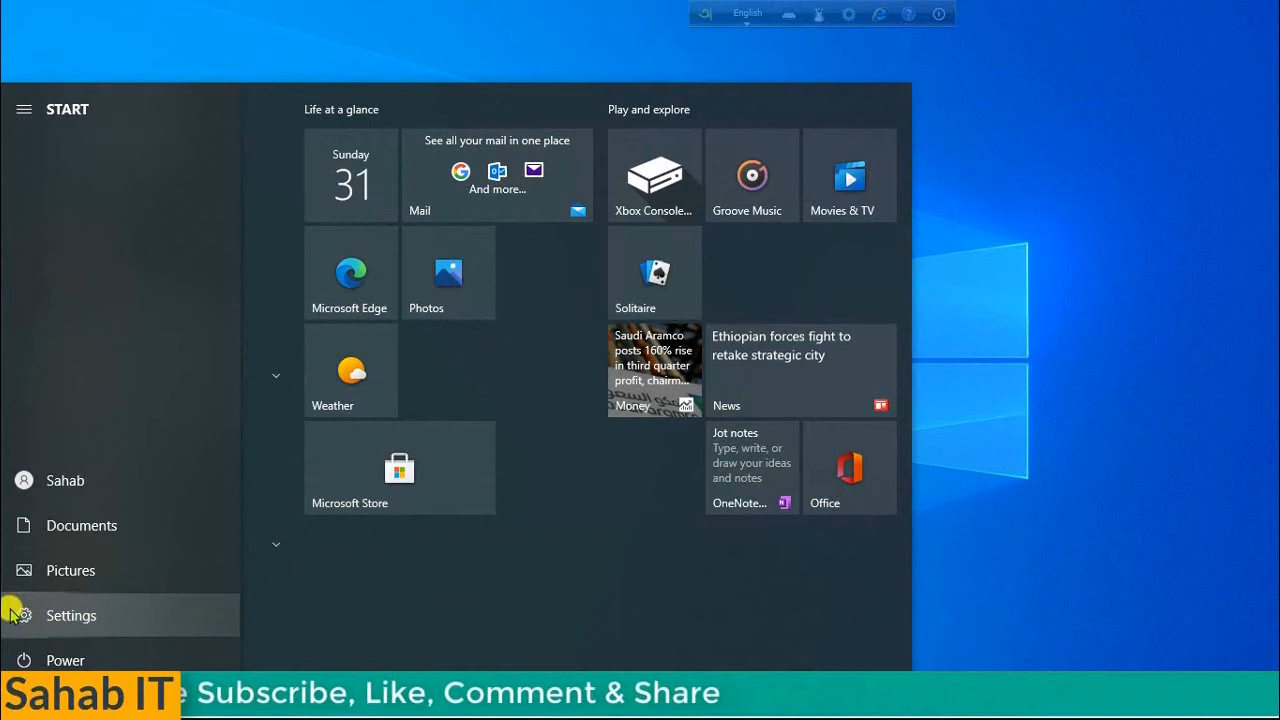 অ English
START
Life at a glance
Play and explore
Sunday
31
See all your mail in one place
And more...
Mail
Xbox Console...
Groove Music
Movies & TV
Microsoft Edge
Photos
Solitaire
Weather
Saudi Aramco
posts 160% rise
in third quarter
profit, chairm...
Money
Ethiopian forces fight to
retake strategic city
News
Microsoft Store
Jot notes
Type, write, or
draw your ideas
and notes
OneNote...
Office
Sahab
Documents
Pictures
Settings
Power
Sahab IT
e Subscribe, Like, Comment & Share